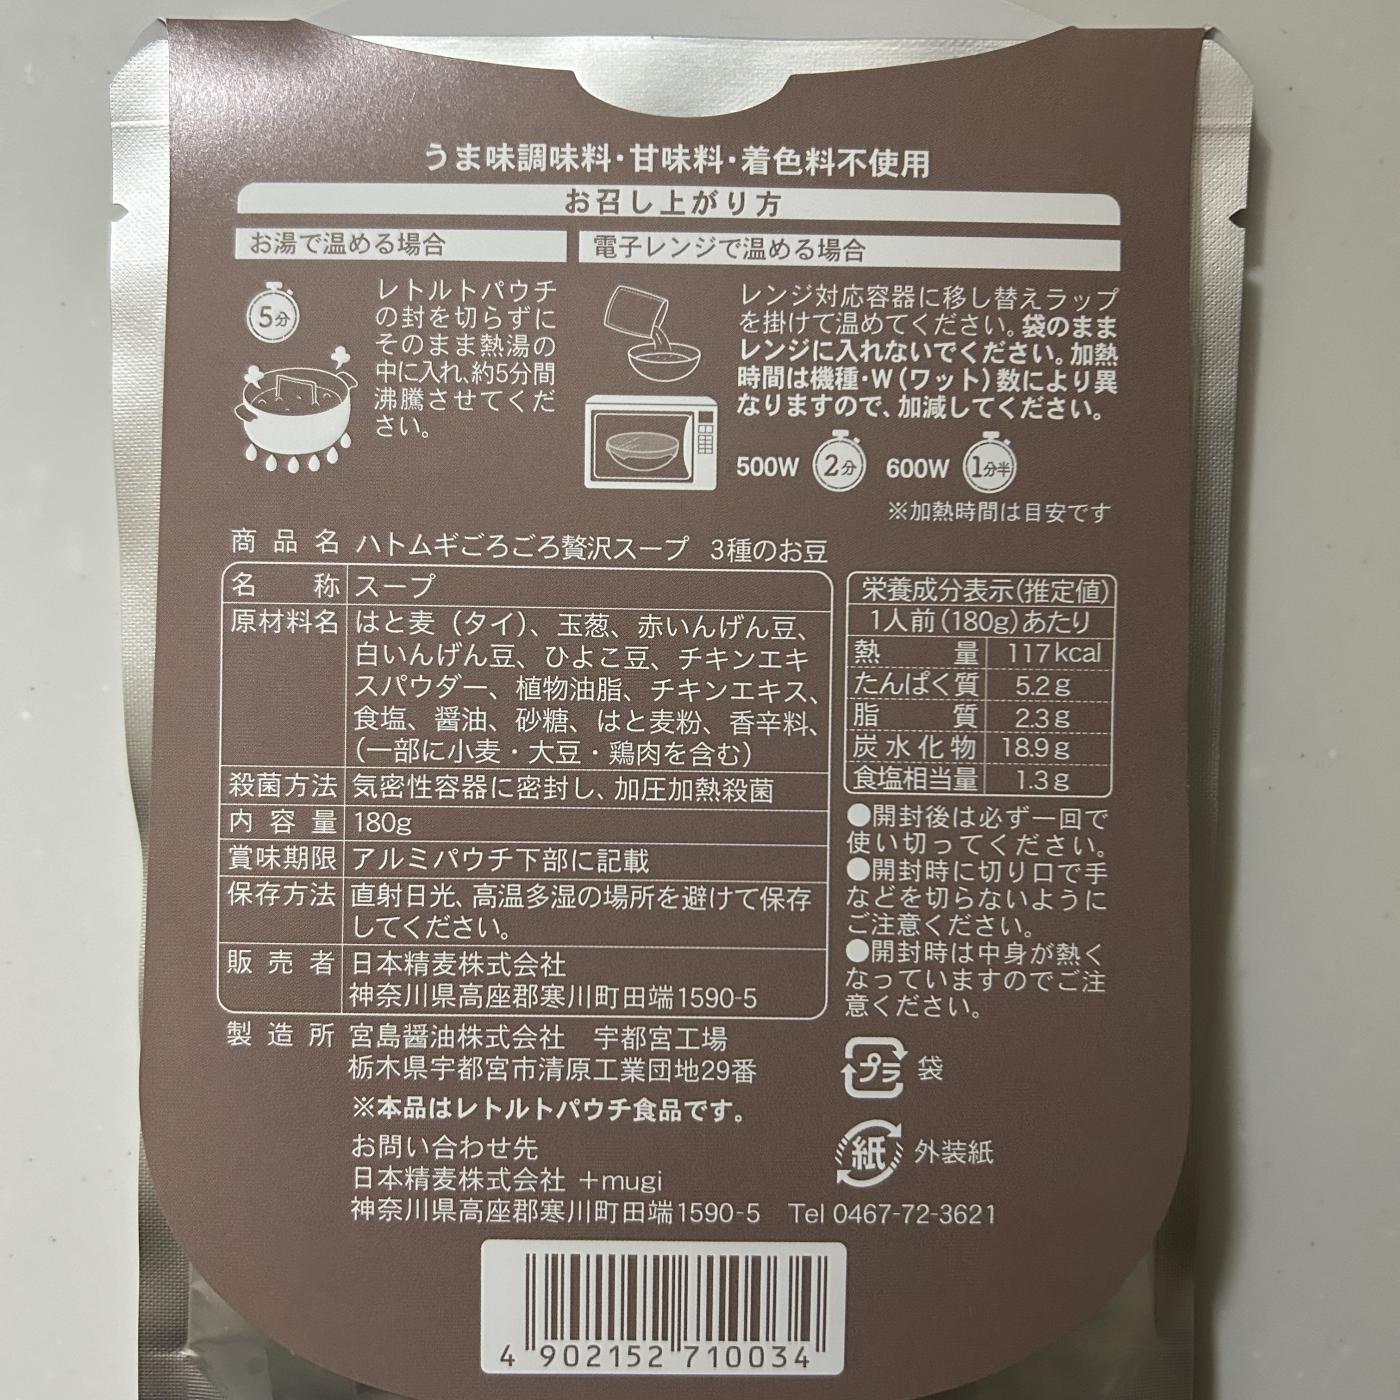 うま味調味料・甘味料・着色料不使用
お召し上がり方
お湯で温める場合
5分
レトルトパウチ
の封を切らずに
そのまま熱湯の
中に入れ、約5分間
沸騰させてくだ
さい。
電子レンジで温める場合
レンジ対応容器に移し替えラップ
を掛けて温めてください。袋のまま
レンジに入れないでください。加熱
時間は機種・W（ワット）数により異
なりますので、加減してください。
500W 2分 600W 1分半
※加熱時間は目安です
商品名 ハトムギごろごろ贅沢スープ 3種のお豆
名称 スープ
原材料名 はと麦（タイ）、玉葱、赤いんげん豆、
白いんげん豆、ひよこ豆、チキンエキ
スパウダー、植物油脂、チキンエキス、
食塩、醤油、砂糖、はと麦粉、香辛料、
（一部に小麦・大豆・鶏肉を含む）
殺菌方法 気密性容器に密封し、加圧加熱殺菌
内容量 180g
賞味期限 アルミパウチ下部に記載
保存方法 直射日光、高温多湿の場所を避けて保存
してください。
販売者 日本精麦株式会社
神奈川県高座郡寒川町田端1590-5
製造所 宮島醤油株式会社 宇都宮工場
栃木県宇都宮市清原工業団地29番
※本品はレトルトパウチ食品です。
お問い合わせ先
日本精麦株式会社 +mugi
神奈川県高座郡寒川町田端1590-5 Tel 0467-72-3621
栄養成分表示(推定値)
1人前(180g)あたり
熱量 117kcal
たんぱく質 5.2g
脂質 2.3g
炭水化物 18.9g
食塩相当量 1.3g
●開封後は必ず一回で
使い切ってください。
●開封時に切り口で手
などを切らないように
ご注意ください。
●開封時は中身が熱く
なっていますのでご注
意ください。
プラ 袋
紙 外装紙
4 902152 710034